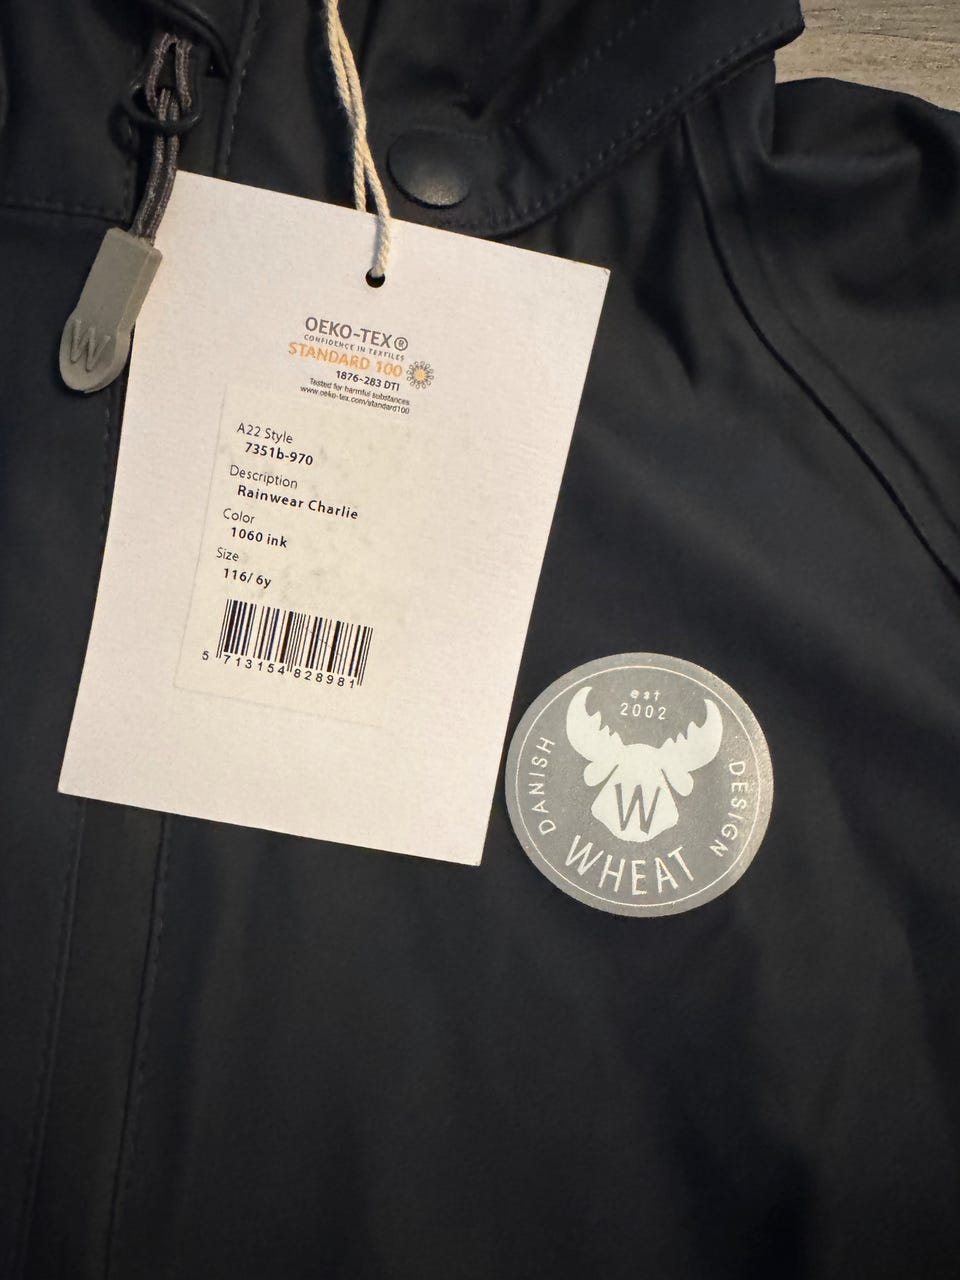 OEKO-TEX®
CONFIDENCE IN TEXTILES
STANDARD 100
1876-283 DTI
Tested for harmful substances
www.oeko-tex.com/standard100
A22 Style
7351b-970
Description
Rainwear Charlie
Color
1060 ink
Size
116/ 6y
5 713154 828981
W
est
2002
DANISH
DESIGN
W
WHEAT